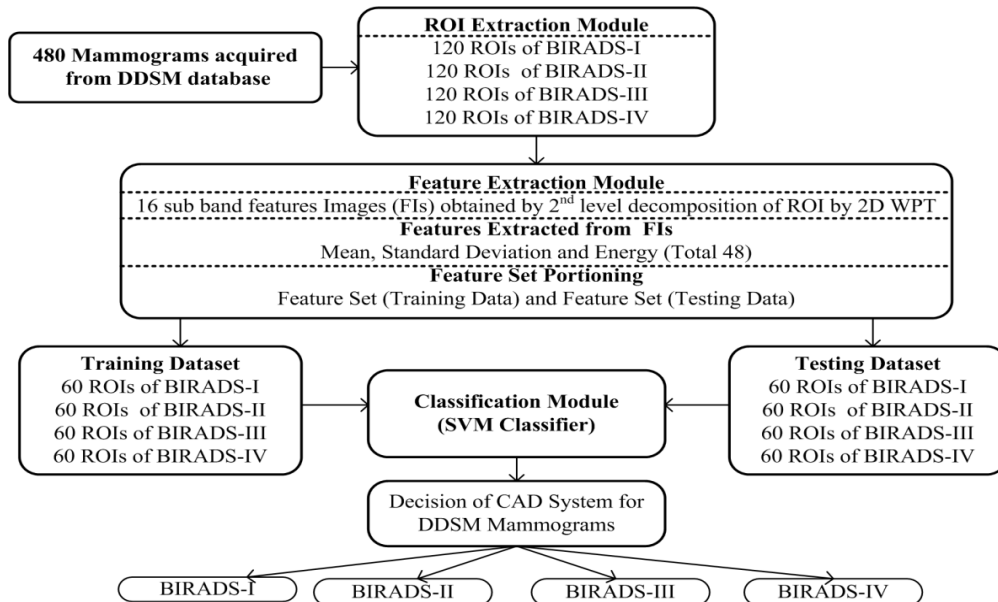 480 Mammograms acquired
from DDSM database
ROI Extraction Module
120 ROIs of BIRADS-I
120 ROIs of BIRADS-II
120 ROIs of BIRADS-III
120 ROIs of BIRADS-IV
Feature Extraction Module
16 sub band features Images (FIs) obtained by 2nd level decomposition of ROI by 2D WPT
Features Extracted from FIs
Mean, Standard Deviation and Energy (Total 48)
Feature Set Portioning
Feature Set (Training Data) and Feature Set (Testing Data)
Training Dataset
60 ROIs of BIRADS-I
60 ROIs of BIRADS-II
60 ROIs of BIRADS-III
60 ROIs of BIRADS-IV
Classification Module
(SVM Classifier)
Testing Dataset
60 ROIs of BIRADS-I
60 ROIs of BIRADS-II
60 ROIs of BIRADS-III
60 ROIs of BIRADS-IV
Decision of CAD System for
DDSM Mammograms
BIRADS-I
BIRADS-II
BIRADS-III
BIRADS-IV